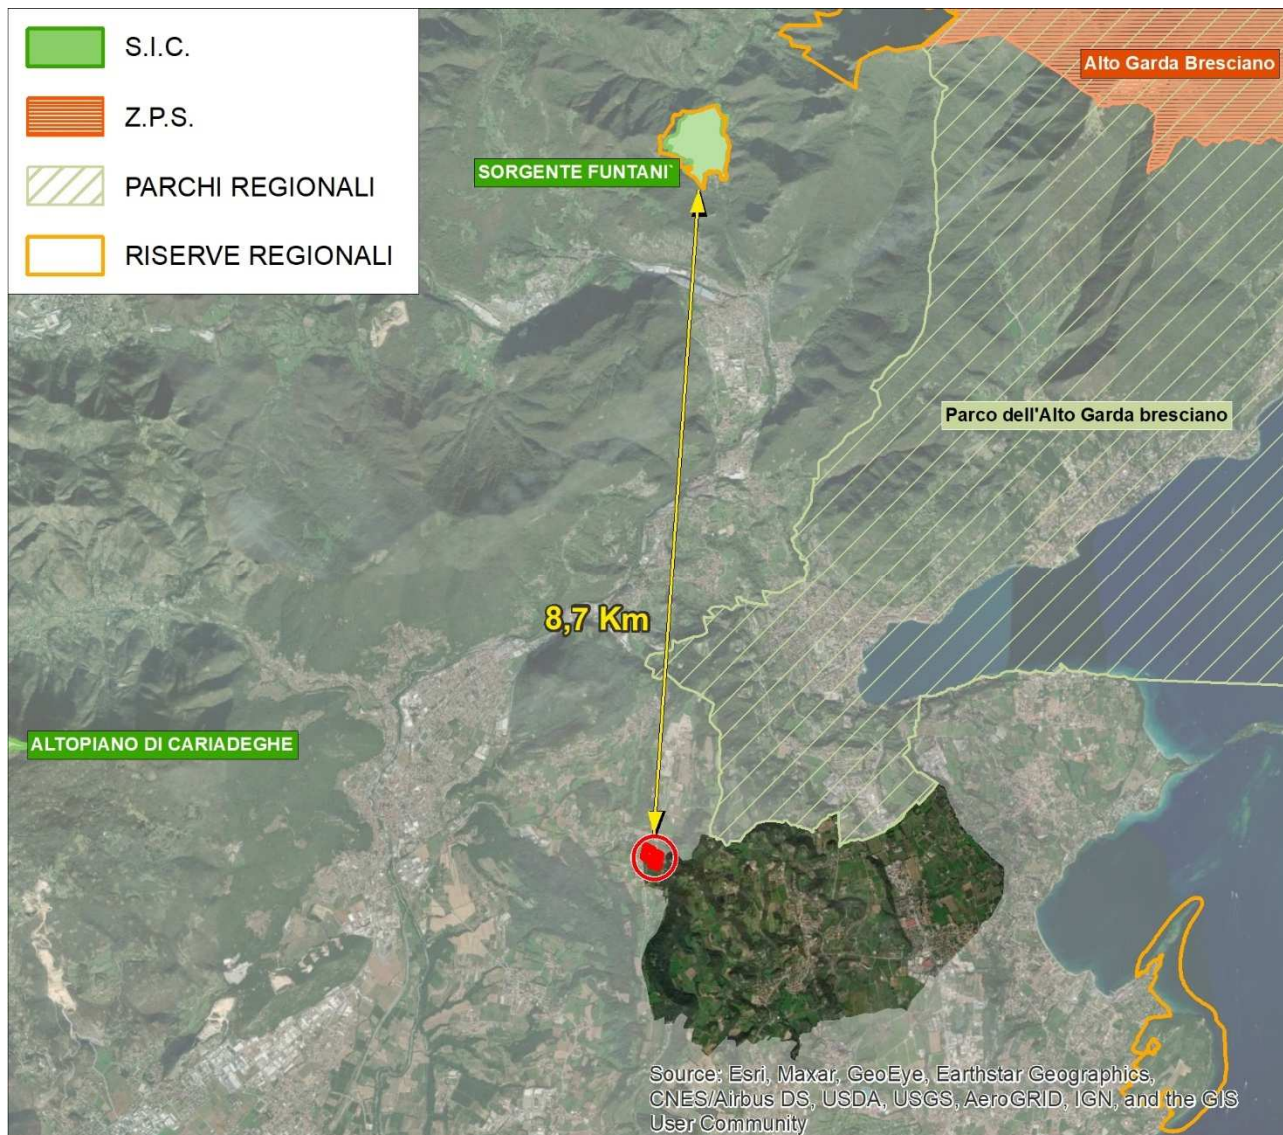 S.I.C.
Z.P.S.
PARCHI REGIONALI
RISERVE REGIONALI
Alto Garda Bresciano
SORGENTE FUNTANI`
Parco dell'Alto Garda bresciano
8,7 Km
ALTOPIANO DI CARIADEGHE
Source: Esri, Maxar, GeoEye, Earthstar Geographics,
CNES/Airbus DS, USDA, USGS, AeroGRID, IGN, and the GIS
User Community